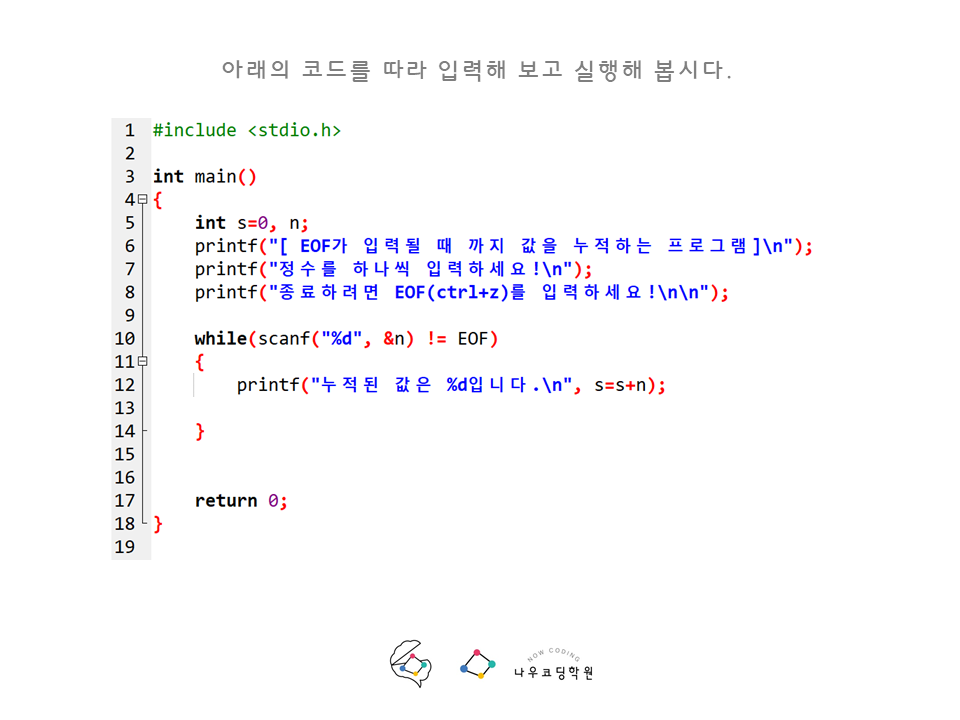 아래의 코드를 따라 입력해 보고 실행해 봅시다.
1 #include <stdio.h>
2
3 int main()
4 {
5 int s=0, n;
6 printf("[ EOF가 입력될 때 까지 값을 누적하는 프로그램]\n");
7 printf("정수를 하나씩 입력하세요!\n");
8 printf("종료하려면 EOF(ctrl+z)를 입력하세요!\n\n");
9
10 while(scanf("%d", &n) != EOF)
11 {
12 printf("누적된 값은 %d입니다.\n", s=s+n);
13
14 }
15
16
17 return 0;
18 }
19
NOW CODING
나우코딩학원